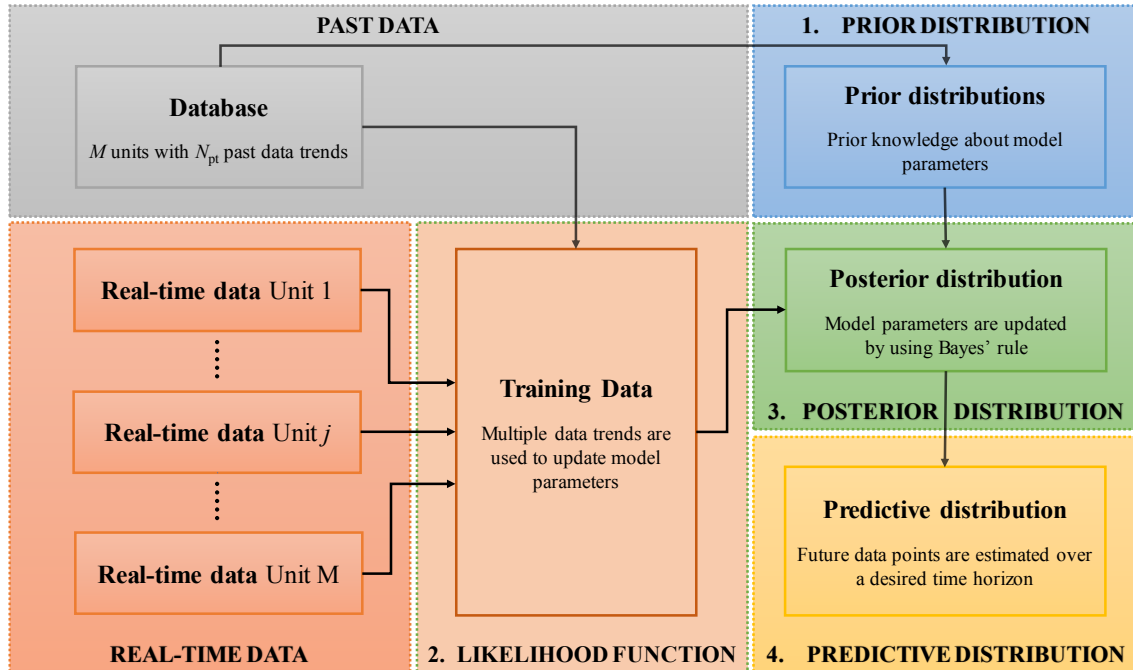 PAST DATA
Database
M units with Npt past data trends
1. PRIOR DISTRIBUTION
Prior distributions
Prior knowledge about model
parameters
Real-time data Unit 1
Real-time data Unit j
Real-time data Unit M
REAL-TIME DATA
Training Data
Multiple data trends are
used to update model
parameters
2. LIKELIHOOD FUNCTION
Posterior distribution
Model parameters are updated
by using Bayes’ rule
3. POSTERIOR DISTRIBUTION
Predictive distribution
Future data points are estimated over
a desired time horizon
4. PREDICTIVE DISTRIBUTION